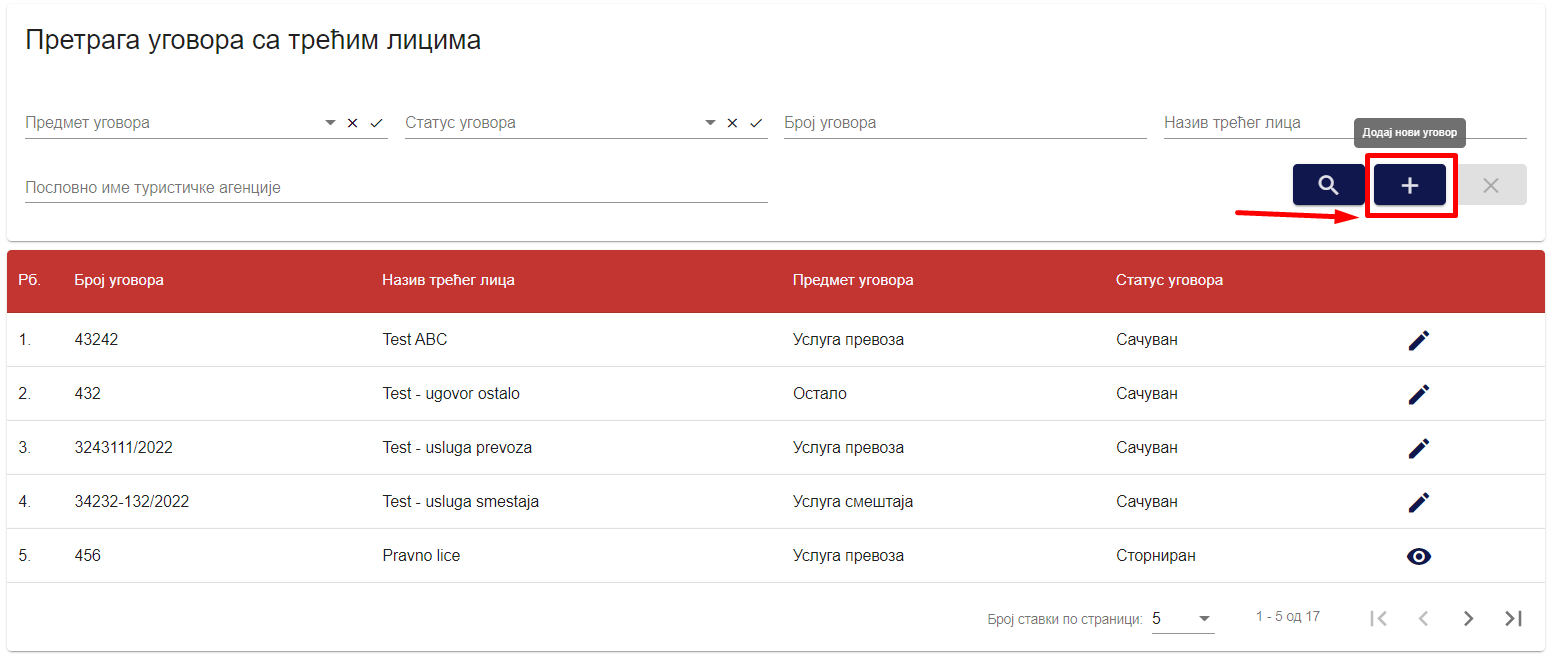 Претрага уговора са трећим лицима
Предмет уговора Статус уговора Број уговора Назив трећег лица
Додај нови уговор
Пословно име туристичке агенције
Рб. Број уговора Назив трећег лица Предмет уговора Статус уговора
1. 43242 Test ABC Услуга превоза Сачуван
2. 432 Test - ugovor ostalo Остало Сачуван
3. 3243111/2022 Test - usluga prevoza Услуга превоза Сачуван
4. 34232-132/2022 Test - usluga smestaja Услуга смештаја Сачуван
5. 456 Pravno lice Услуга превоза Сторниран
Број ставки по страници: 5 1 - 5 од 17